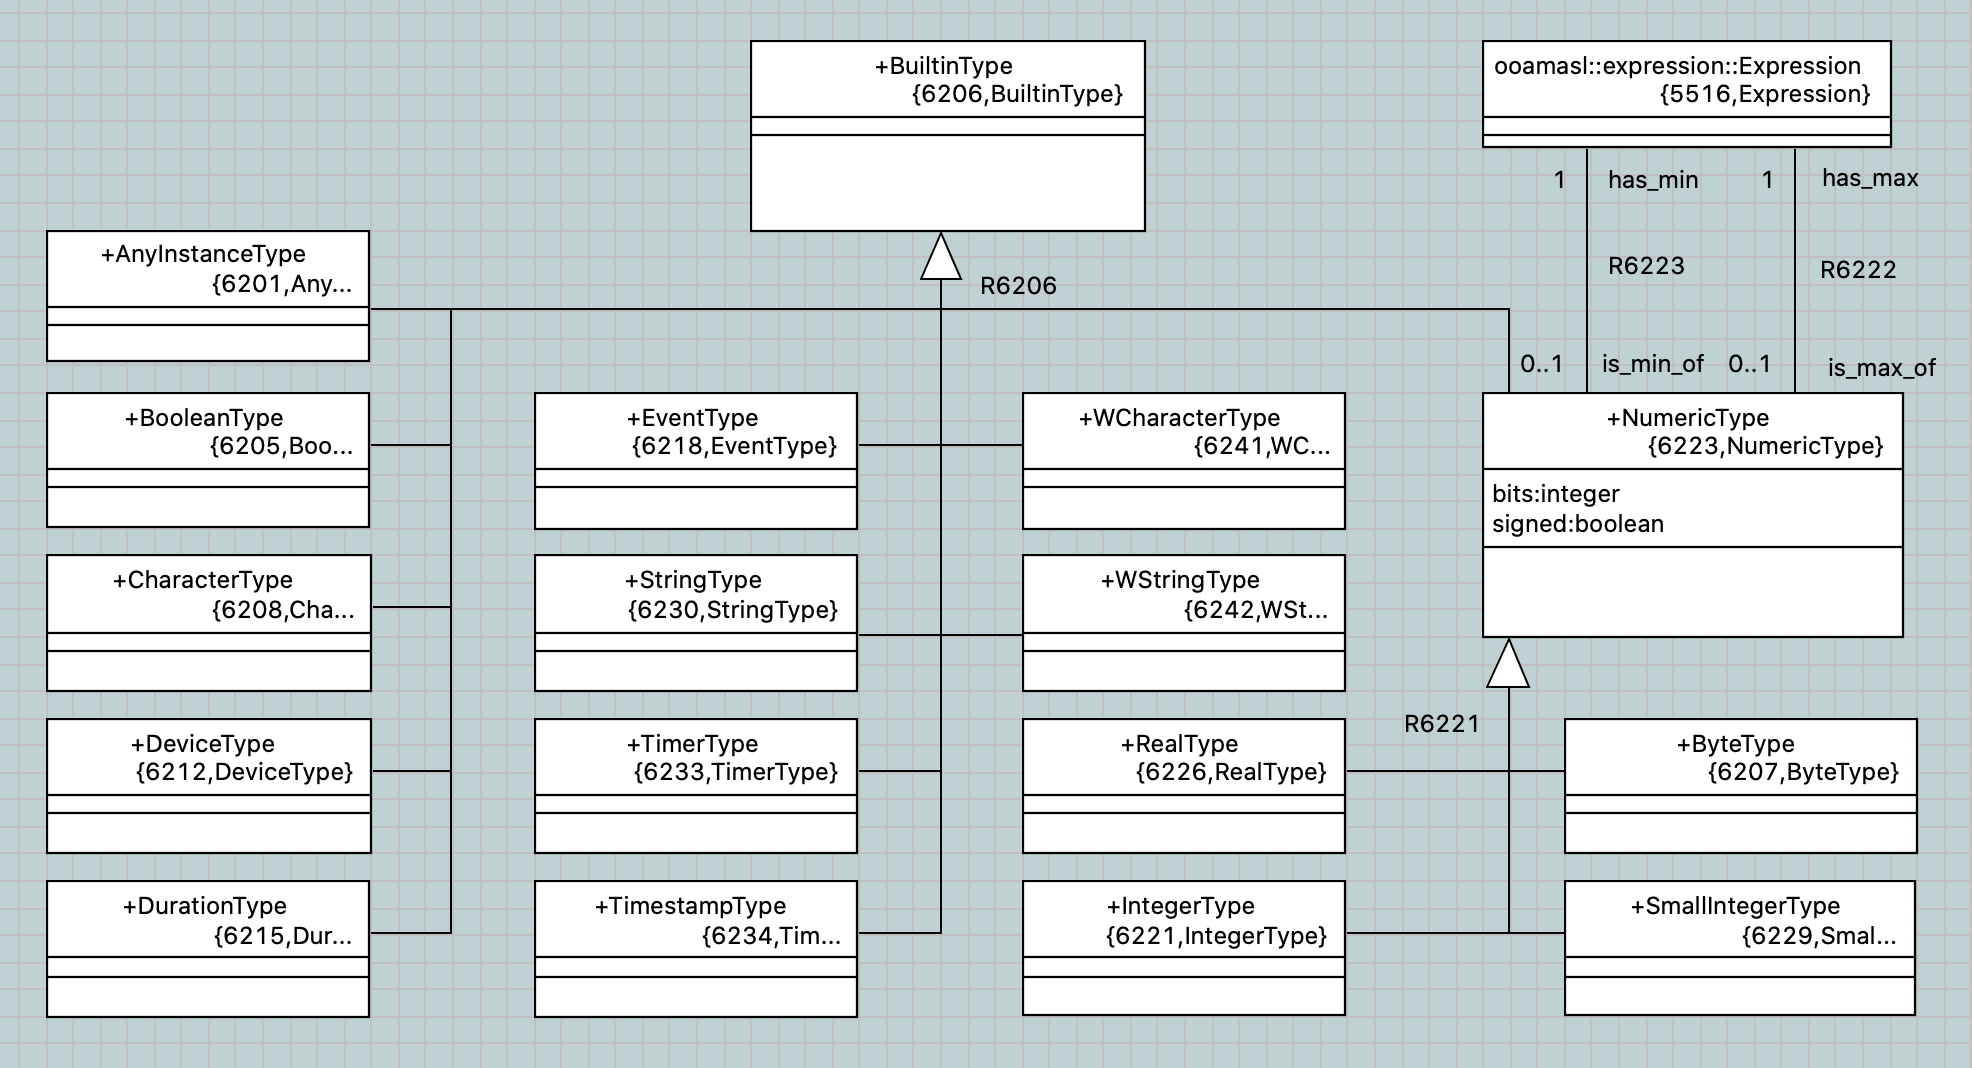 +BuiltinType
{6206,BuiltinType}
ooamasl::expression::Expression
{5516,Expression}
1
has_min
1
has_max
R6223
R6222
0..1
is_min_of
0..1
is_max_of
+AnyInstanceType
{6201,Any...
R6206
+BooleanType
{6205,Boo...
+EventType
{6218,EventType}
+WCharacterType
{6241,WC...
+NumericType
{6223,NumericType}
bits:integer
signed:boolean
+CharacterType
{6208,Cha...
+StringType
{6230,StringType}
+WStringType
{6242,WSt...
R6221
+DeviceType
{6212,DeviceType}
+TimerType
{6233,TimerType}
+RealType
{6226,RealType}
+ByteType
{6207,ByteType}
+DurationType
{6215,Dur...
+TimestampType
{6234,Tim...
+IntegerType
{6221,IntegerType}
+SmallIntegerType
{6229,Smal...